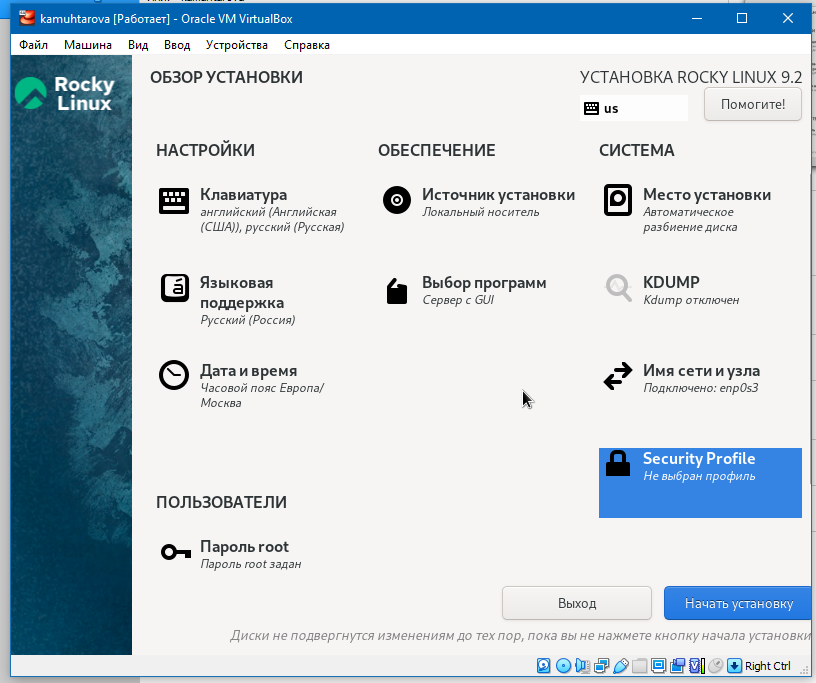 kamuhtarova [Работает] - Oracle VM VirtualBox
Файл Машина Вид Ввод Устройства Справка
Rocky
Linux
ОБЗОР УСТАНОВКИ
УСТАНОВКА ROCKY LINUX 9.2
us
Помогите!
НАСТРОЙКИ
Клавиатура
английский (Английская
(США)), русский (Русская)
Языковая
поддержка
Русский (Россия)
Дата и время
Часовой пояс Европа/
Москва
ОБЕСПЕЧЕНИЕ
Источник установки
Локальный носитель
Выбор программ
Сервер с GUI
СИСТЕМА
Место установки
Автоматическое
разбиение диска
KDUMP
Kdump отключен
Имя сети и узла
Подключено: enp0s3
Security Profile
Не выбран профиль
ПОЛЬЗОВАТЕЛИ
Пароль root
Пароль root задан
Выход
Начать установку
Диски не подвергнутся изменениям до тех пор, пока вы не нажмете кнопку начала установки
Right Ctrl